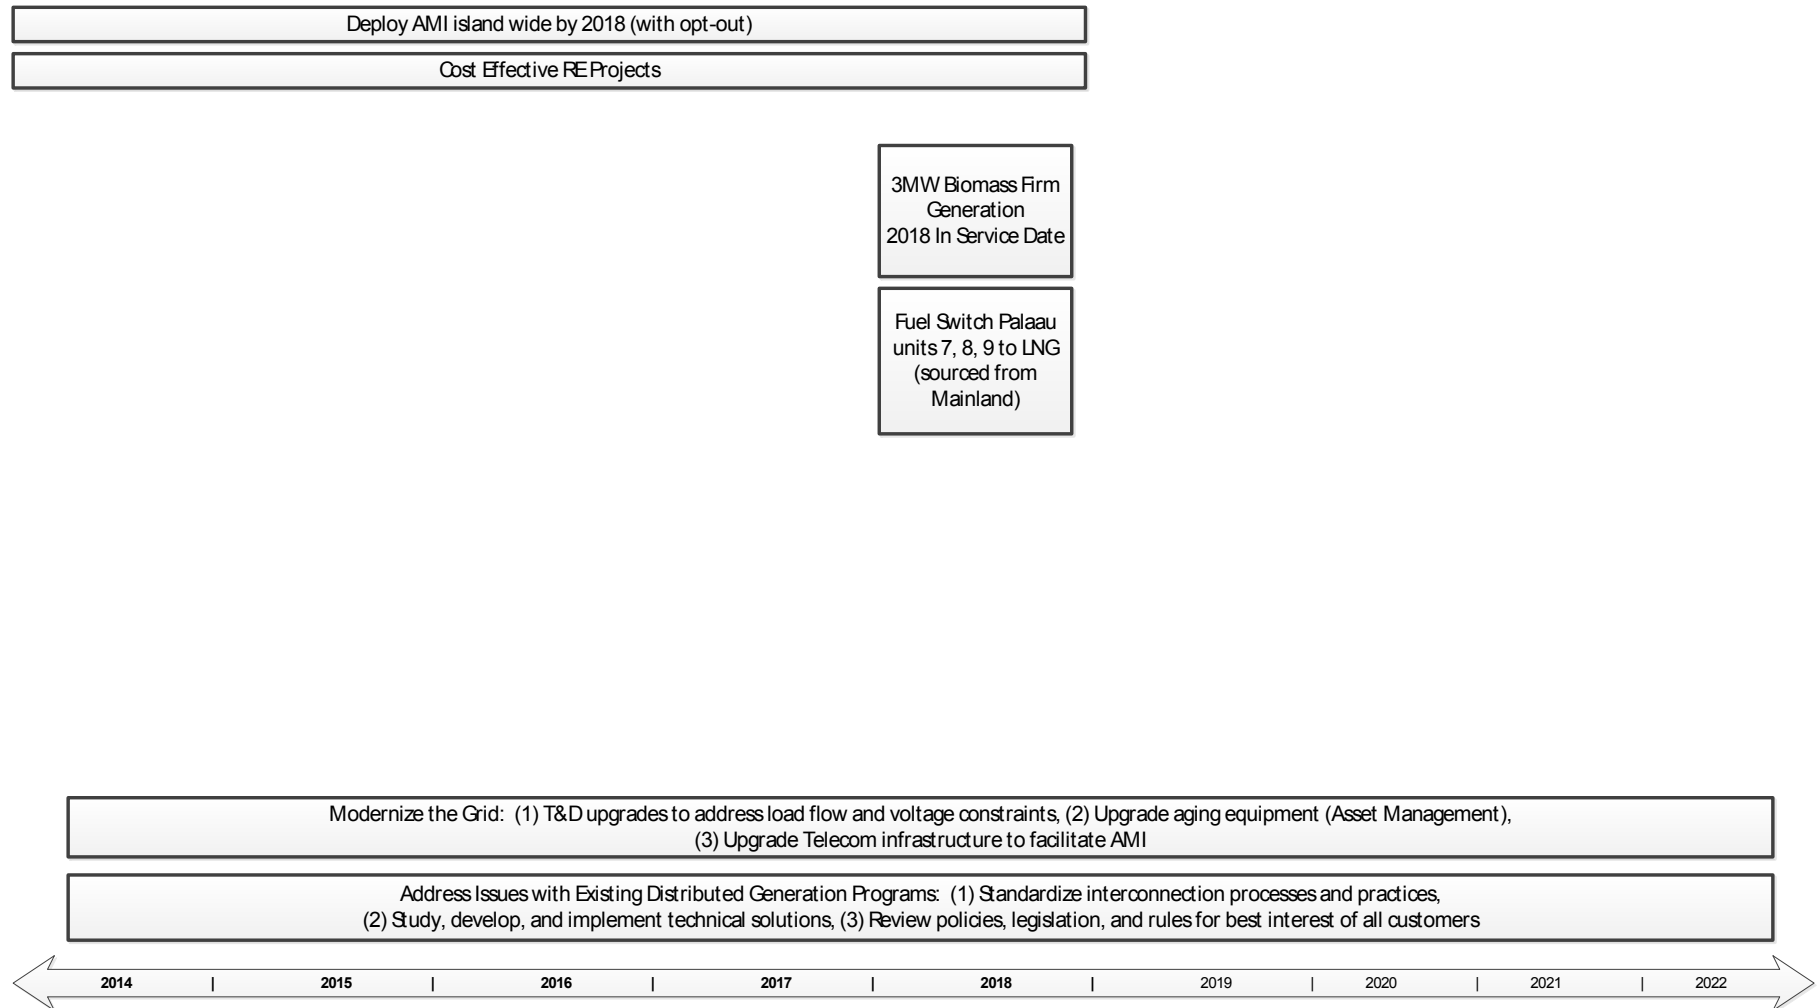 Deploy AMI island wide by 2018 (with opt-out)
Cost Effective RE Projects
3MW Biomass Firm
Generation
2018 In Service Date
Fuel Switch Palaau
units 7, 8, 9 to LNG
(sourced from
Mainland)
Modernize the Grid: (1) T&D upgrades to address load flow and voltage constraints, (2) Upgrade aging equipment (Asset Management),
(3) Upgrade Telecom infrastructure to facilitate AMI
Address Issues with Existing Distributed Generation Programs: (1) Standardize interconnection processes and practices,
(2) Study, develop, and implement technical solutions, (3) Review policies, legislation, and rules for best interest of all customers
2014 | 2015 | 2016 | 2017 | 2018 | 2019 | 2020 | 2021 | 2022